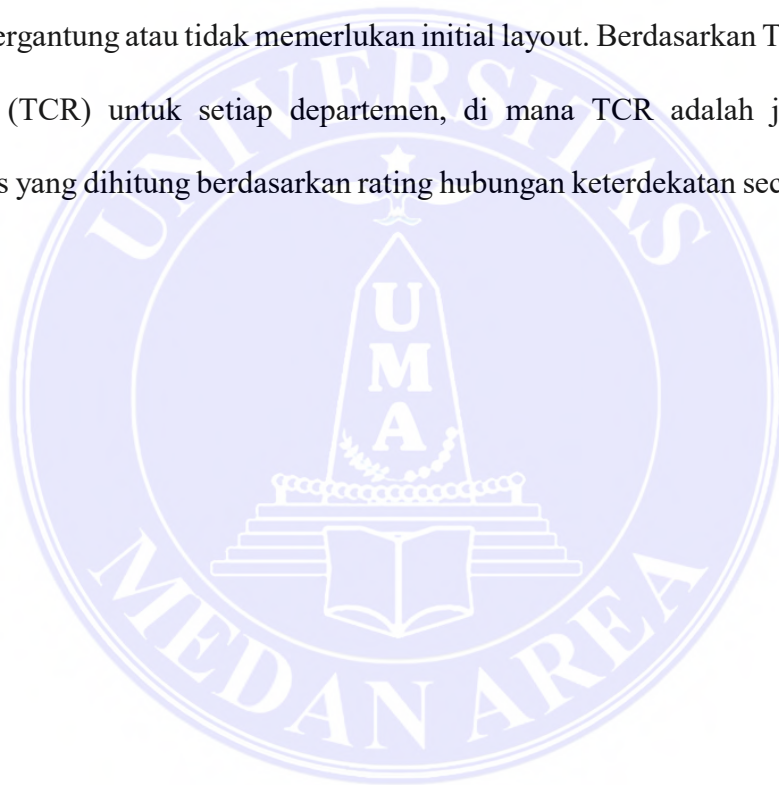 ergantung atau tidak memerlukan initial layout. Berdasarkan T
(TCR) untuk setiap departemen, di mana TCR adalah j
s yang dihitung berdasarkan rating hubungan keterdekatan sec
UNIVERSITAS
U
M
A
MEDAN AREA